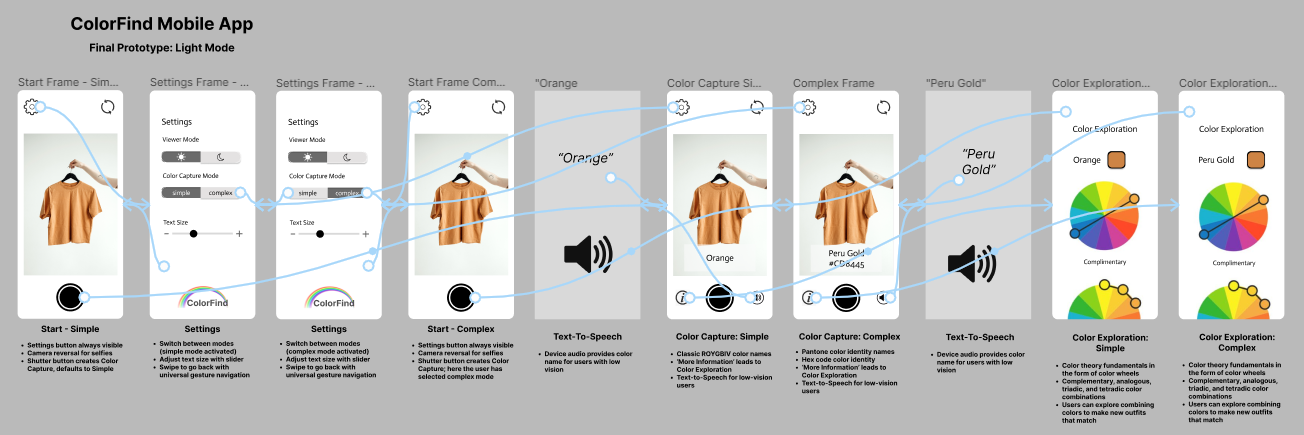 ColorFind Mobile App
Final Prototype: Light Mode
Start Frame - Sim...
Settings Frame - ...
Settings Frame - ...
Start Frame Com...
"Orange
Color Capture Si...
Complex Frame
"Peru Gold"
Color Exploration...
Color Exploration...
Settings
Viewer Mode
Color Capture Mode
simple complex
Text Size
- +
ColorFind
Settings
Viewer Mode
Color Capture Mode
simple complex
Text Size
- +
ColorFind
“Orange”
Orange
i
Peru Gold
#CD8445
i
“Peru
Gold”
Color Exploration
Orange
Complimentary
Color Exploration
Peru Gold
Complimentary
Start - Simple
• Settings button always visible
• Camera reversal for selfies
• Shutter button creates Color
Capture, defaults to Simple
Settings
• Switch between modes
(simple mode activated)
• Adjust text size with slider
• Swipe to go back with
universal gesture navigation
Settings
• Switch between modes
(complex mode activated)
• Adjust text size with slider
• Swipe to go back with
universal gesture navigation
Start - Complex
• Settings button always visible
• Camera reversal for selfies
• Shutter button creates Color
Capture; here the user has
selected complex mode
Text-To-Speech
• Device audio provides color
name for users with low
vision
Color Capture: Simple
• Classic ROYGBIV color names
• 'More Information' leads to
Color Exploration
• Text-to-Speech for low-vision
users
Color Capture: Complex
• Pantone color identity names
• Hex code color identity
• 'More Information' leads to
Color Exploration
• Text-to-Speech for low-vision
users
Text-To-Speech
• Device audio provides color
name for users with low
vision
Color Exploration:
Simple
• Color theory fundamentals in
the form of color wheels
• Complementary, analogous,
triadic, and tetradic color
combinations
• Users can explore combining
colors to make new outfits
that match
Color Exploration:
Complex
• Color theory fundamentals in
the form of color wheels
• Complementary, analogous,
triadic, and tetradic color
combinations
• Users can explore combining
colors to make new outfits
that match